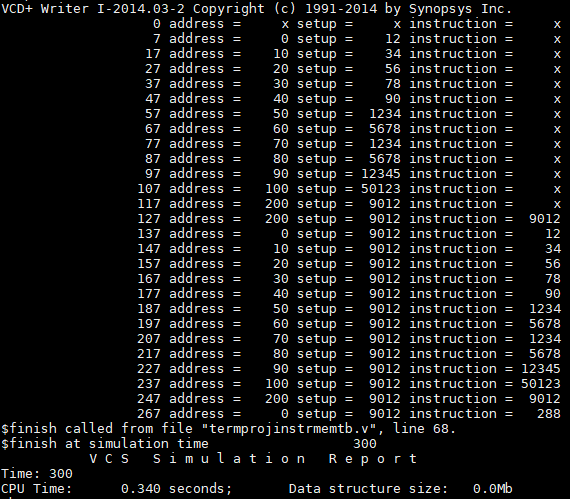 VCD+ Writer I-2014.03-2 Copyright (c) 1991-2014 by Synopsys Inc.
0 address = x setup = x instruction = x
7 address = 0 setup = 12 instruction = x
17 address = 10 setup = 34 instruction = x
27 address = 20 setup = 56 instruction = x
37 address = 30 setup = 78 instruction = x
47 address = 40 setup = 90 instruction = x
57 address = 50 setup = 1234 instruction = x
67 address = 60 setup = 5678 instruction = x
77 address = 70 setup = 1234 instruction = x
87 address = 80 setup = 5678 instruction = x
97 address = 90 setup = 12345 instruction = x
107 address = 100 setup = 50123 instruction = x
117 address = 200 setup = 9012 instruction = x
127 address = 200 setup = 9012 instruction = 9012
137 address = 0 setup = 9012 instruction = 12
147 address = 10 setup = 9012 instruction = 34
157 address = 20 setup = 9012 instruction = 56
167 address = 30 setup = 9012 instruction = 78
177 address = 40 setup = 9012 instruction = 90
187 address = 50 setup = 9012 instruction = 1234
197 address = 60 setup = 9012 instruction = 5678
207 address = 70 setup = 9012 instruction = 1234
217 address = 80 setup = 9012 instruction = 5678
227 address = 90 setup = 9012 instruction = 12345
237 address = 100 setup = 9012 instruction = 50123
247 address = 200 setup = 9012 instruction = 9012
267 address = 0 setup = 9012 instruction = 288
$finish called from file "termprojinstrmemtb.v", line 68.
$finish at simulation time 300
V C S S i m u l a t i o n R e p o r t
Time: 300
CPU Time: 0.340 seconds; Data structure size: 0.0Mb